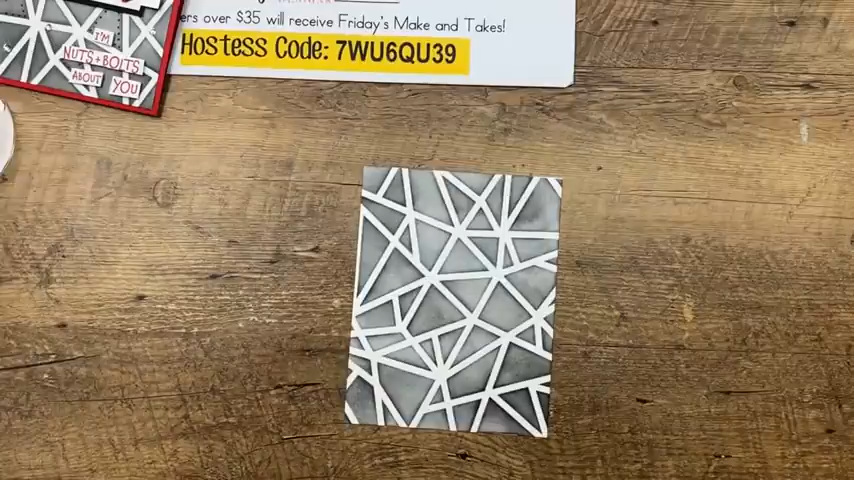 ers over $35 will receive Friday's Make and Takes!
Hostess Code: 7WU6QU39
I'M
NUTS+BOLTS
ABOUT
YOU